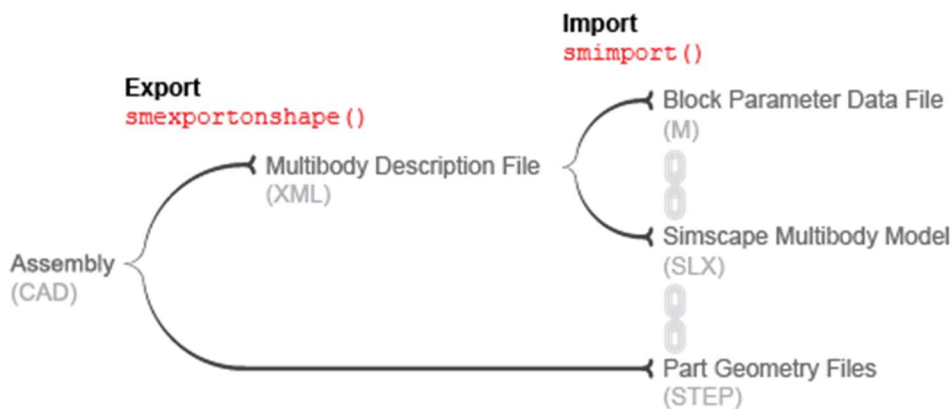 Import
smimport()
Export
smexportonshape()
Block Parameter Data File
(M)
Multibody Description File
(XML)
Simscape Multibody Model
(SLX)
Assembly
(CAD)
Part Geometry Files
(STEP)